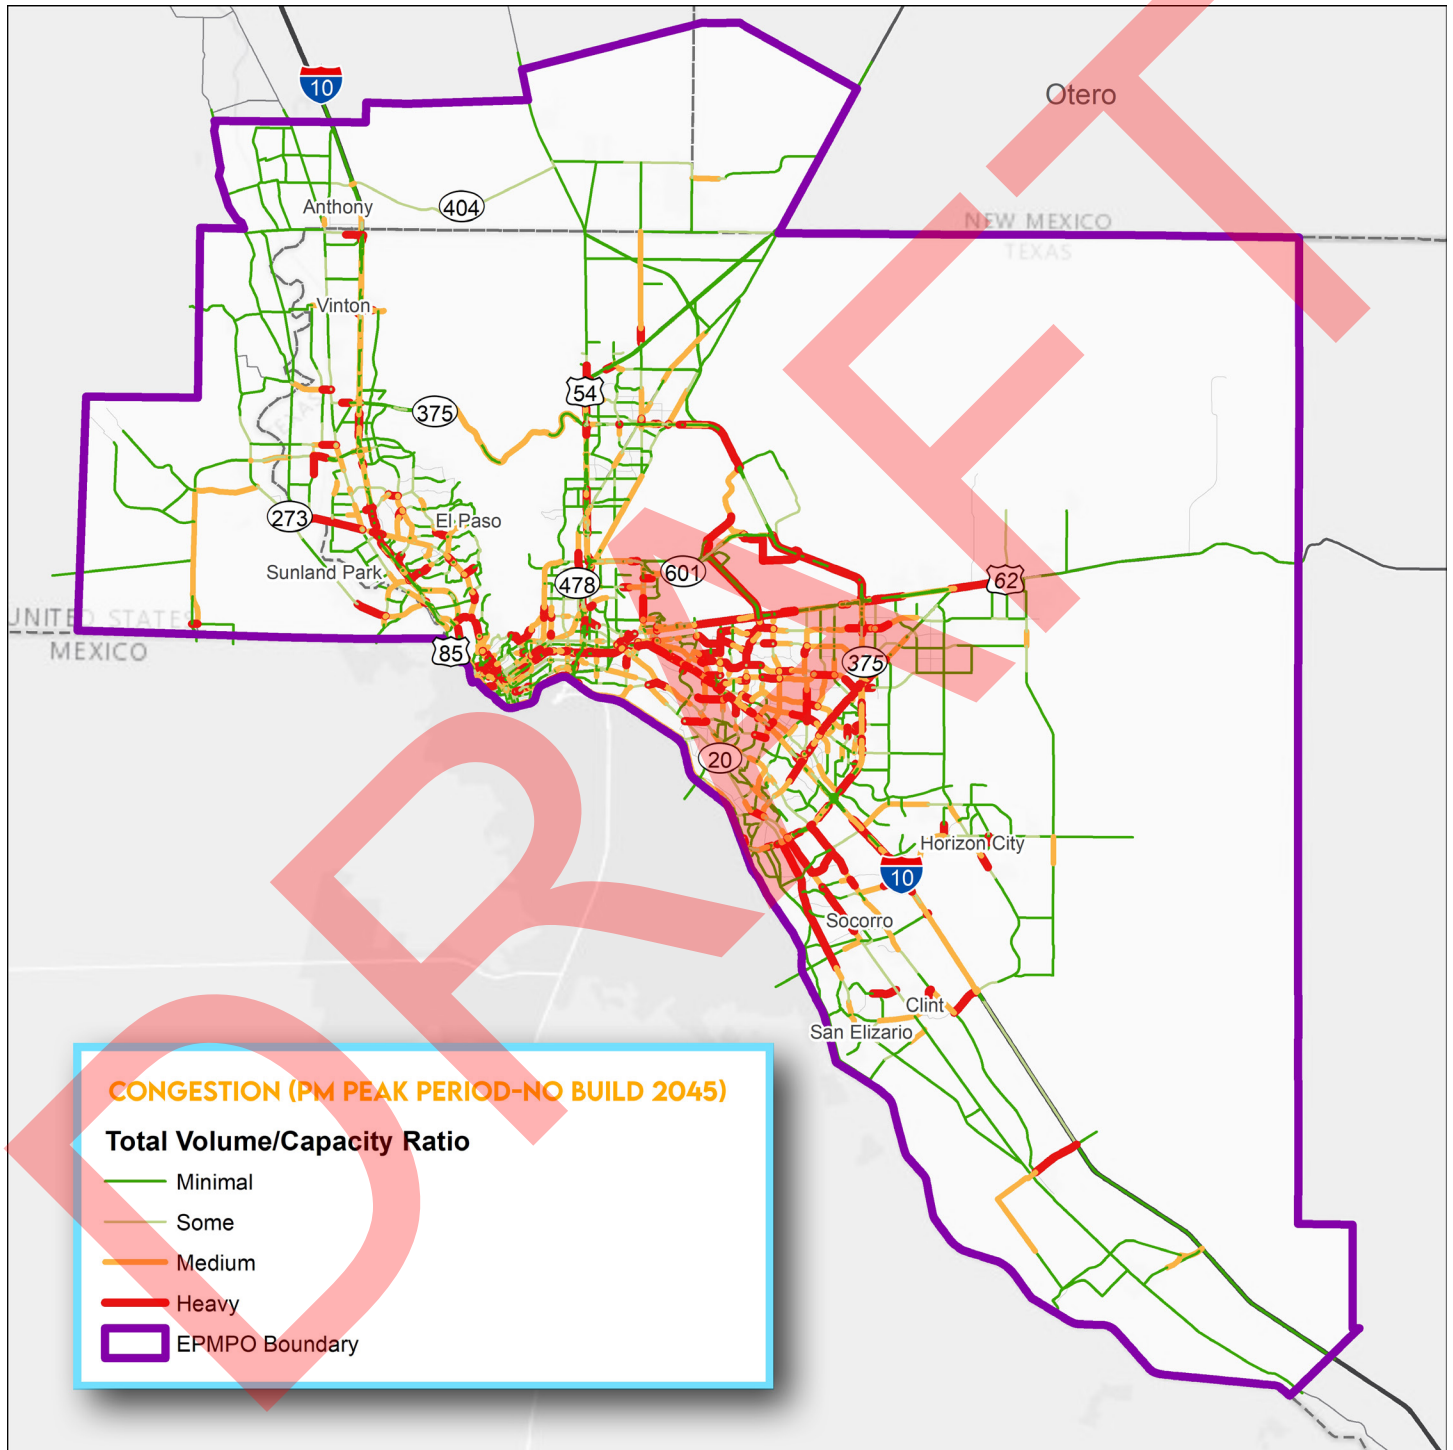 10
Otero
Anthony
404
NEW MEXICO
TEXAS
Vinton
54
375
273
El Paso
Sunland Park
478
601
62
UNITED STATES
MEXICO
85
375
20
Horizon City
10
Socorro
Clint
San Elizario
DRAFT
CONGESTION (PM PEAK PERIOD-NO BUILD 2045)
Total Volume/Capacity Ratio
Minimal
Some
Medium
Heavy
EPMPO Boundary